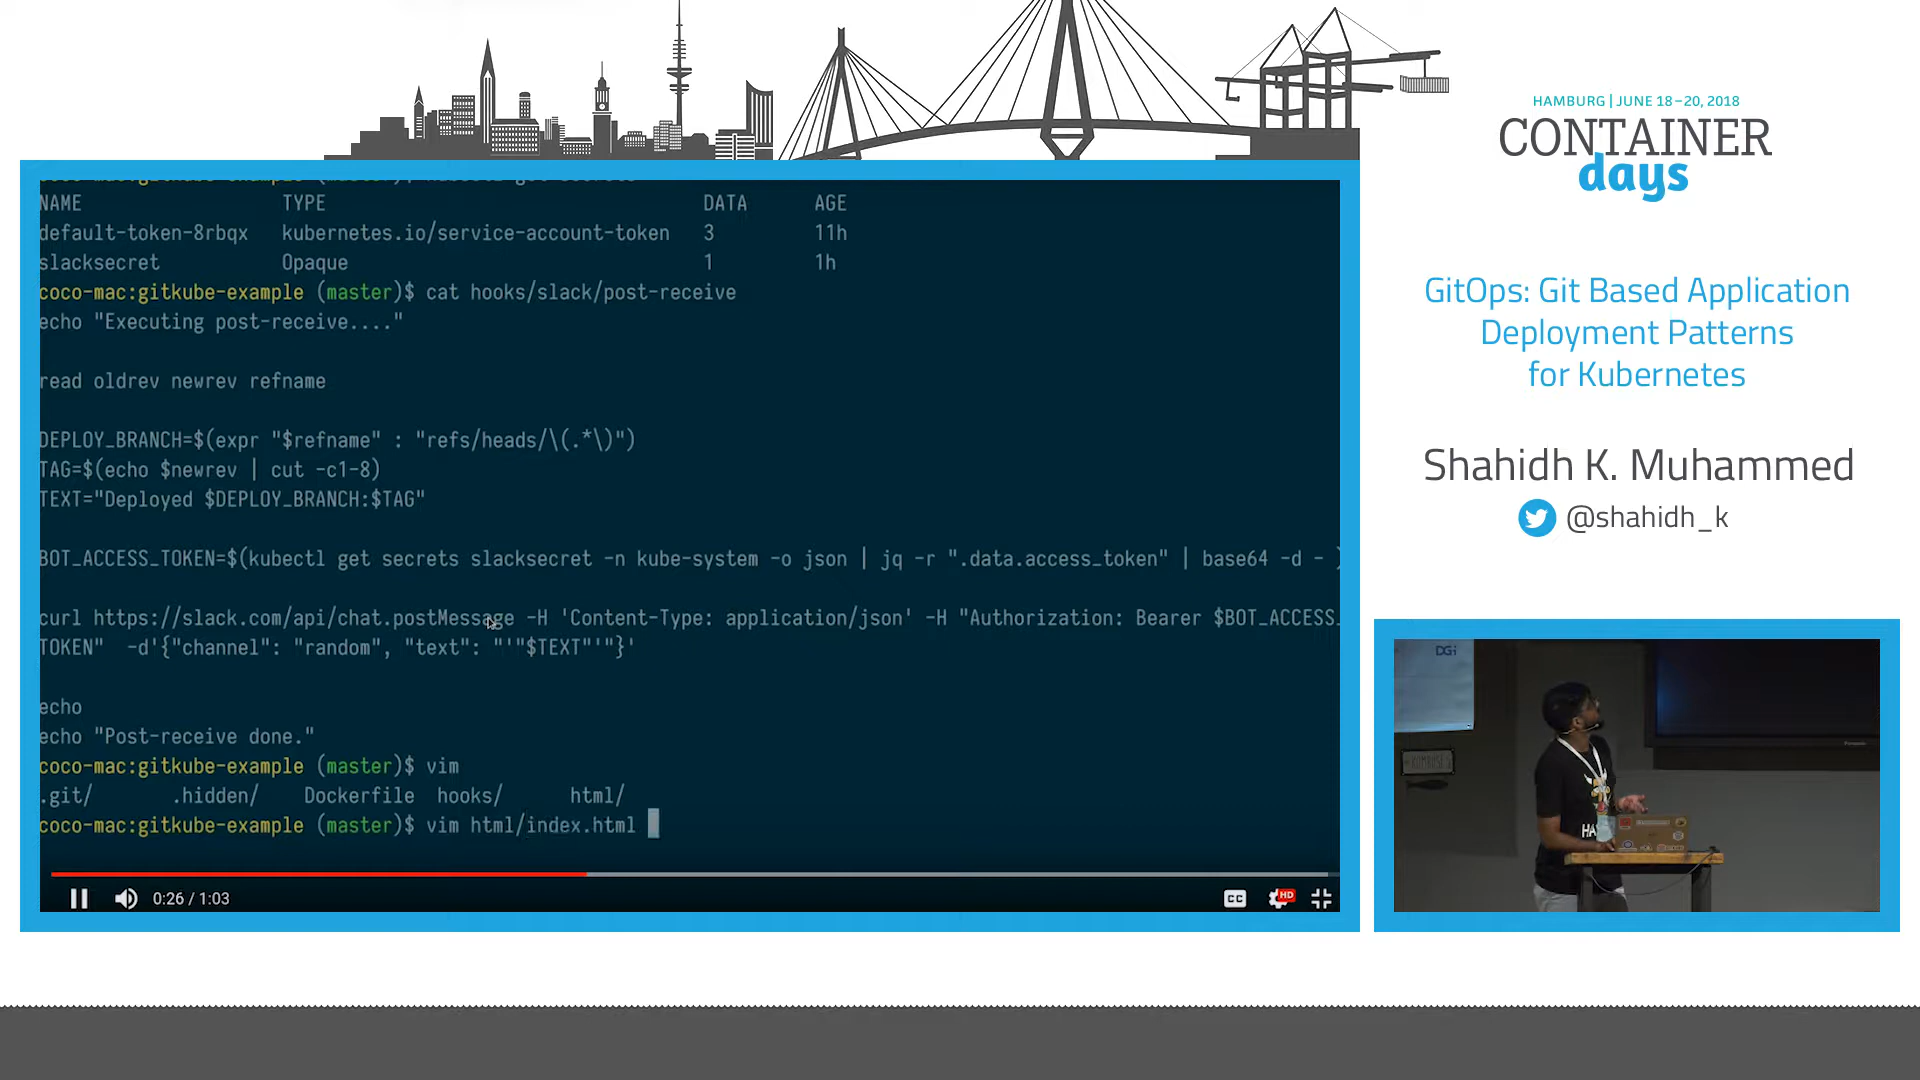 HAMBURG | JUNE 18–20, 2018
CONTAINER
days
GitOps: Git Based Application
Deployment Patterns
for Kubernetes
Shahidh K. Muhammed
@shahidh_k
NAME TYPE DATA AGE
default-token-8rbqx kubernetes.io/service-account-token 3 11h
slacksecret Opaque 1 1h
coco-mac:gitkube-example (master)$ cat hooks/slack/post-receive
echo "Executing post-receive...."
read oldrev newrev refname
DEPLOY_BRANCH=$(expr "$refname" : "refs/heads/\(.*\)")
TAG=$(echo $newrev | cut -c1-8)
TEXT="Deployed $DEPLOY_BRANCH:$TAG"
BOT_ACCESS_TOKEN=$(kubectl get secrets slacksecret -n kube-system -o json | jq -r ".data.access_token" | base64 -d - )
curl https://slack.com/api/chat.postMessage -H 'Content-Type: application/json' -H "Authorization: Bearer $BOT_ACCESS_
TOKEN" -d'{"channel": "random", "text": "'"$TEXT"'"}'
echo
echo "Post-receive done."
coco-mac:gitkube-example (master)$ vim
.git/ .hidden/ Dockerfile hooks/ html/
coco-mac:gitkube-example (master)$ vim html/index.html
0:26 / 1:03
CC
HD
DGi